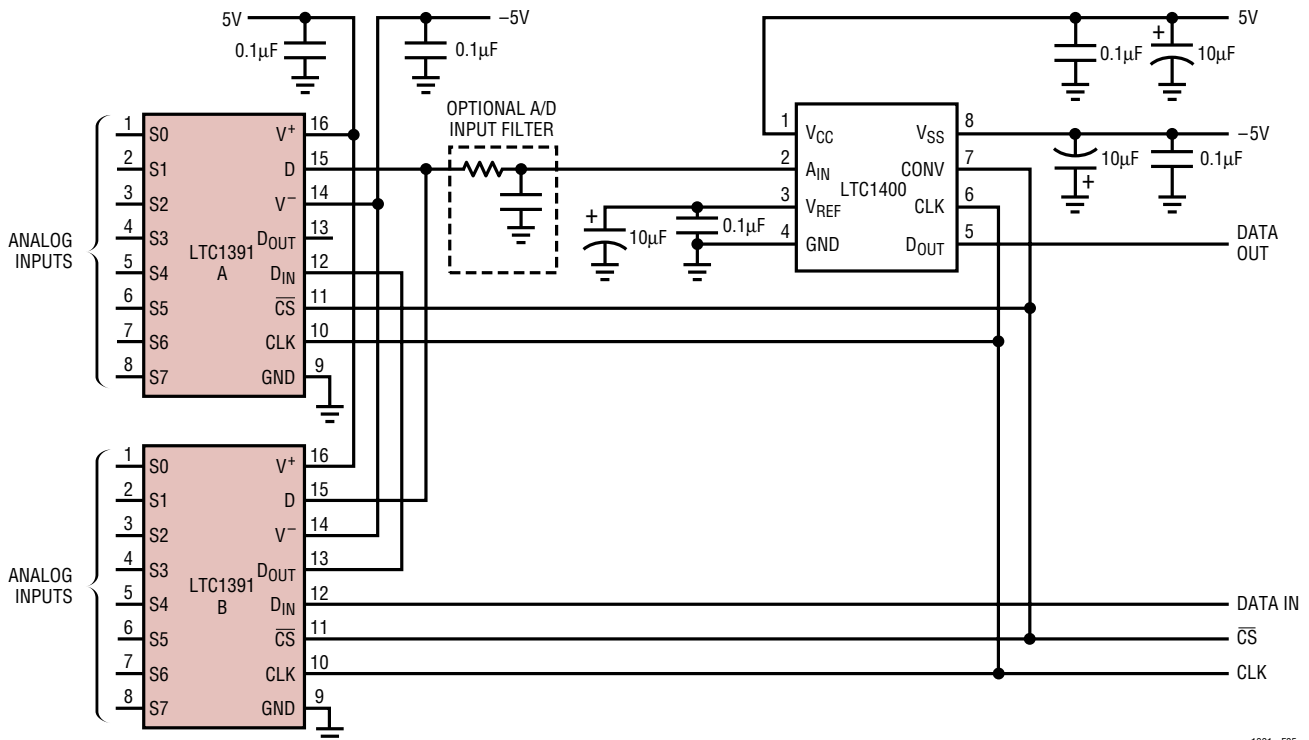 5V
–5V
0.1µF
0.1µF
5V
0.1µF
+
10µF
OPTIONAL A/D
INPUT FILTER
ANALOG
INPUTS
1 S0
2 S1
3 S2
4 S3
5 S4
6 S5
7 S6
8 S7
LTC1391
A
V+ 16
D 15
V– 14
DOUT 13
DIN 12
C̅S̅ 11
CLK 10
GND 9
+
10µF
0.1µF
1 VCC
2 AIN
3 VREF
4 GND
LTC1400
VSS 8
CONV 7
CLK 6
DOUT 5
–5V
10µF
+
0.1µF
DATA
OUT
ANALOG
INPUTS
1 S0
2 S1
3 S2
4 S3
5 S4
6 S5
7 S6
8 S7
LTC1391
B
V+ 16
D 15
V– 14
DOUT 13
DIN 12
C̅S̅ 11
CLK 10
GND 9
DATA IN
C̅S̅
CLK